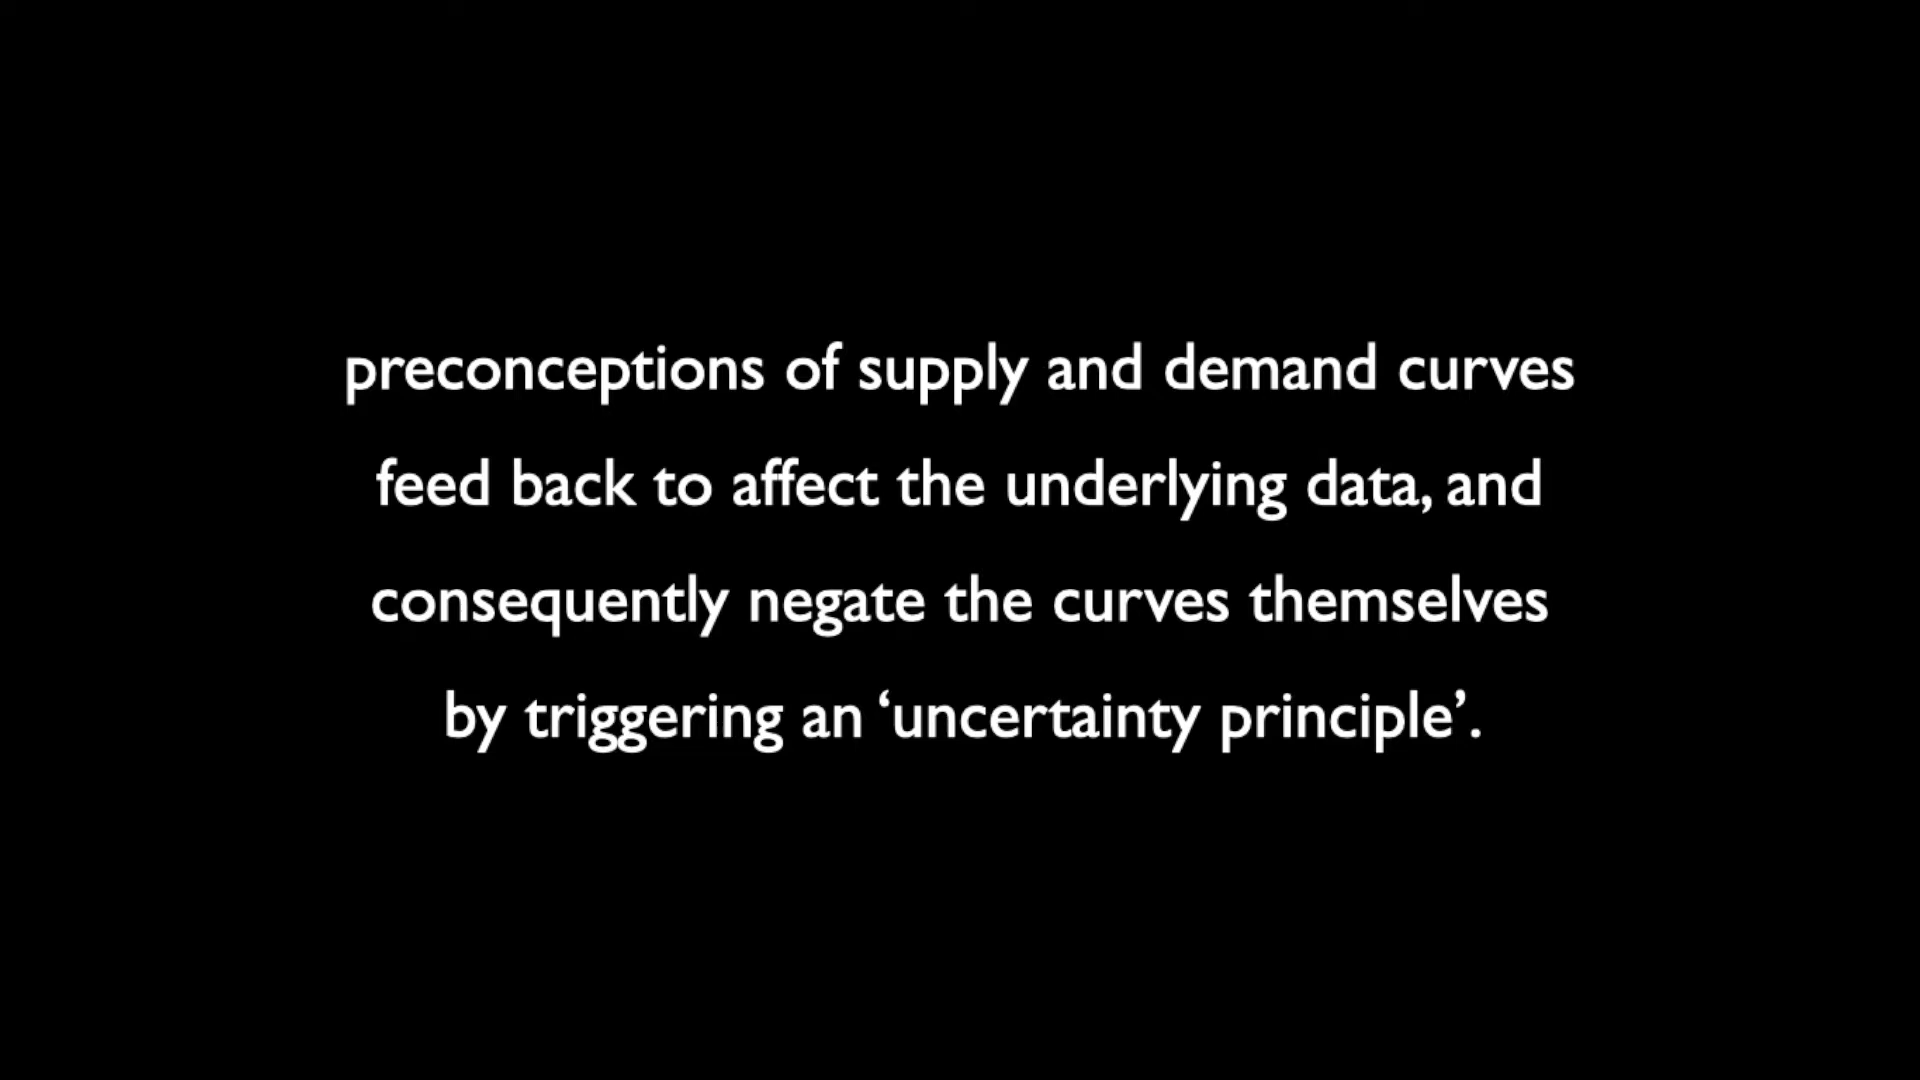 preconceptions of supply and demand curves
feed back to affect the underlying data, and
consequently negate the curves themselves
by triggering an ‘uncertainty principle’.